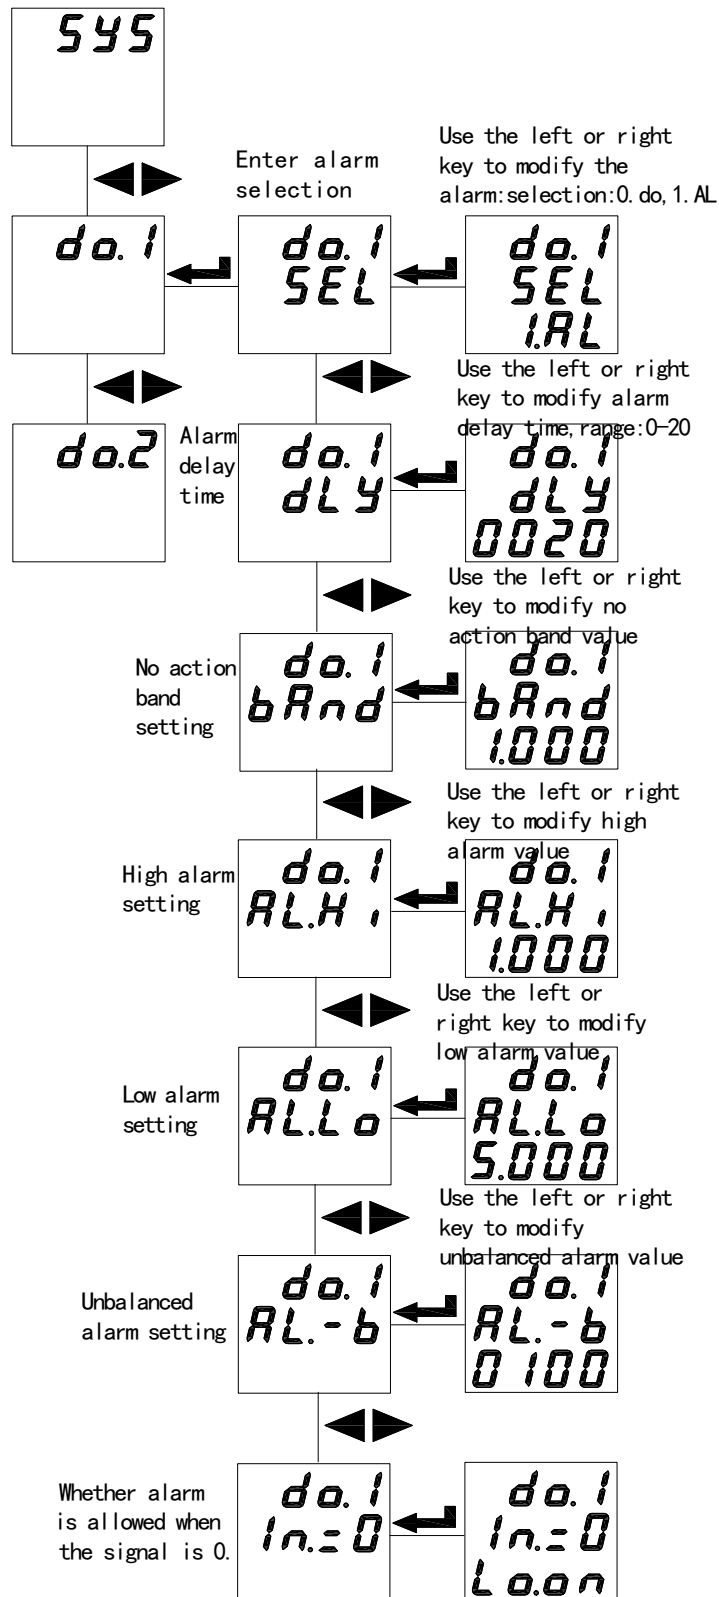 SYS
Enter alarm
selection
Use the left or right
key to modify the
alarm:selection:0.do,1.AL
do.1
do.1
SEL
do.1
SEL
1.AL
Use the left or right
key to modify alarm
delay time,range:0-20
do.2
Alarm
delay
time
do.1
dLY
do.1
dLY
0020
Use the left or right
key to modify no
action band value
No action
band
setting
do.1
bAnd
do.1
bAnd
1.000
Use the left or right
key to modify high
alarm value
High alarm
setting
do.1
AL.Hi
do.1
AL.Hi
1.000
Use the left or
right key to modify
low alarm value
Low alarm
setting
do.1
AL.Lo
do.1
AL.Lo
5.000
Use the left or right
key to modify
unbalanced alarm value
Unbalanced
alarm setting
do.1
AL.-b
do.1
AL.-b
0100
Whether alarm
is allowed when
the signal is 0.
do.1
In.=0
do.1
In.=0
Lo.on